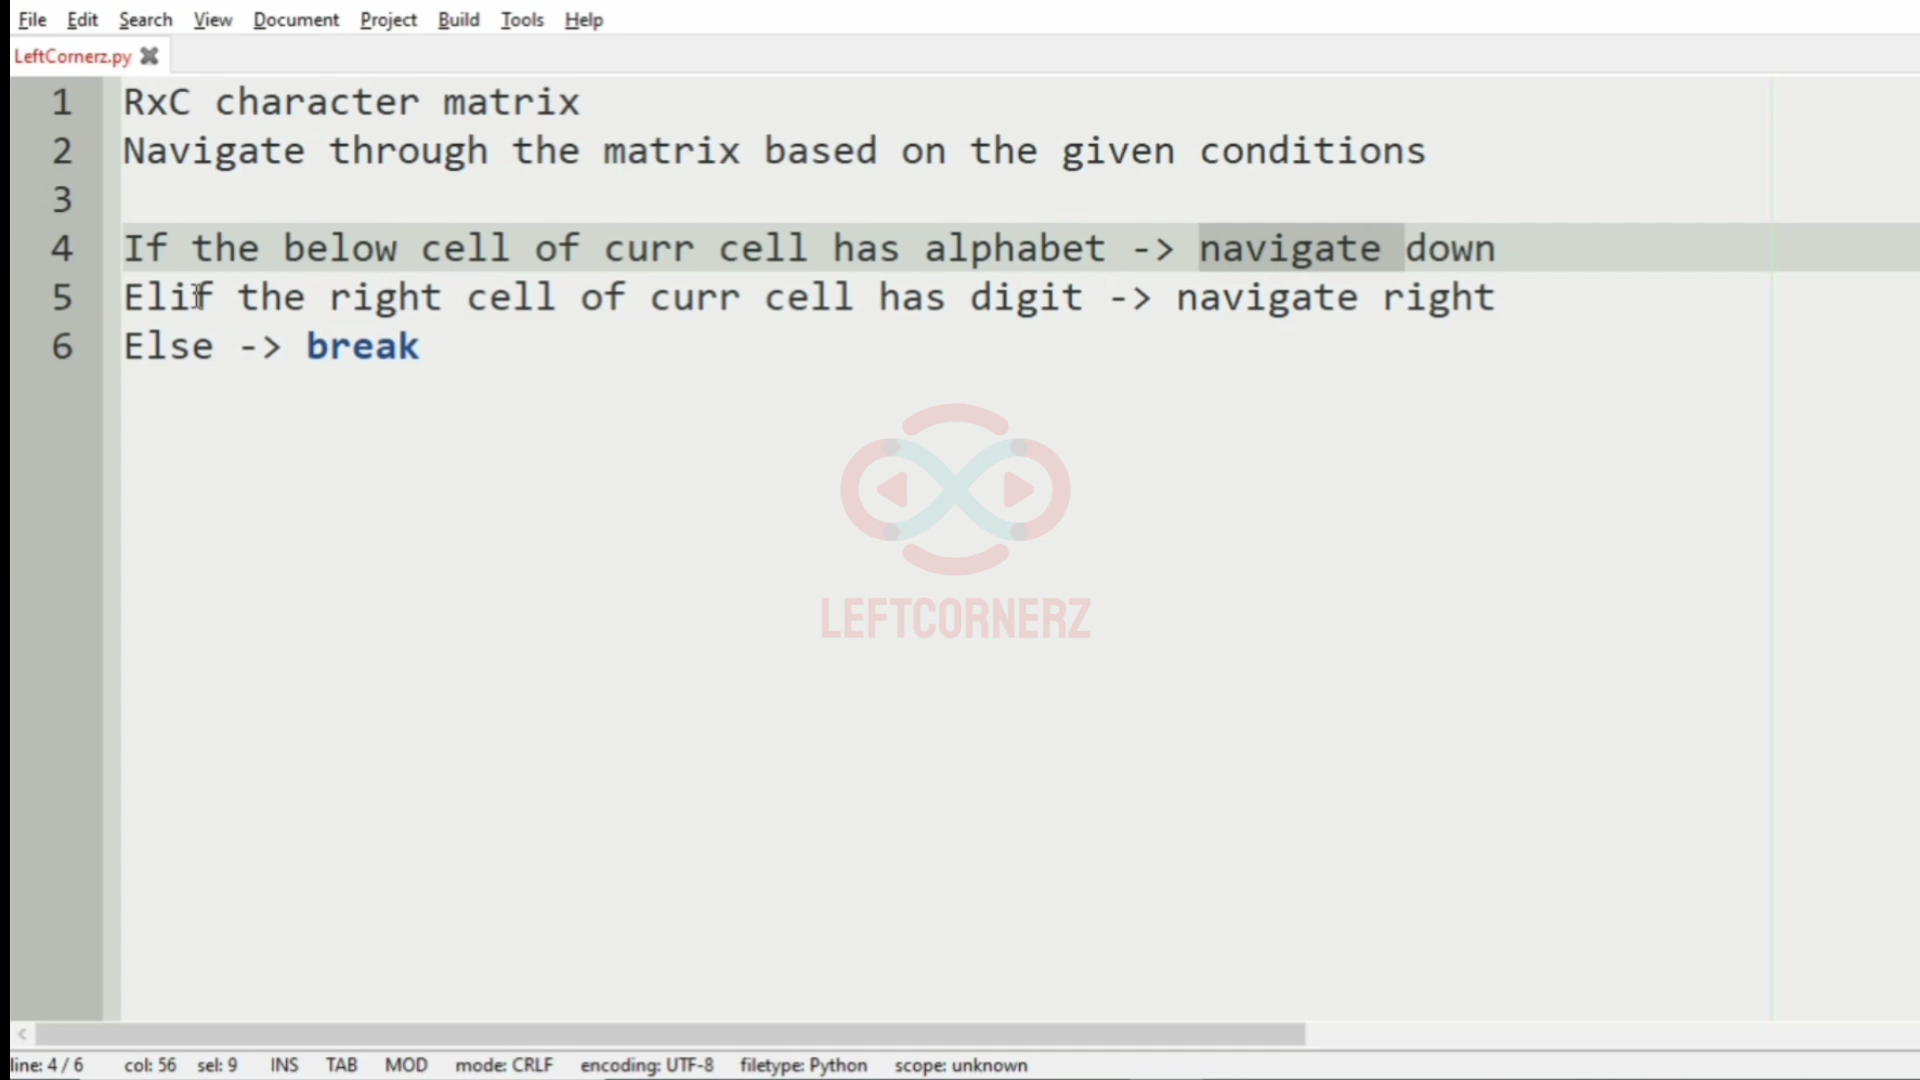 File Edit Search View Document Project Build Tools Help
LeftCornerz.py
1 RxC character matrix
2 Navigate through the matrix based on the given conditions
3
4 If the below cell of curr cell has alphabet -> navigate down
5 Elif the right cell of curr cell has digit -> navigate right
6 Else -> break
LEFTCORNERZ
line: 4 / 6 col: 56 sel: 9 INS TAB MOD mode: CRLF encoding: UTF-8 filetype: Python scope: unknown